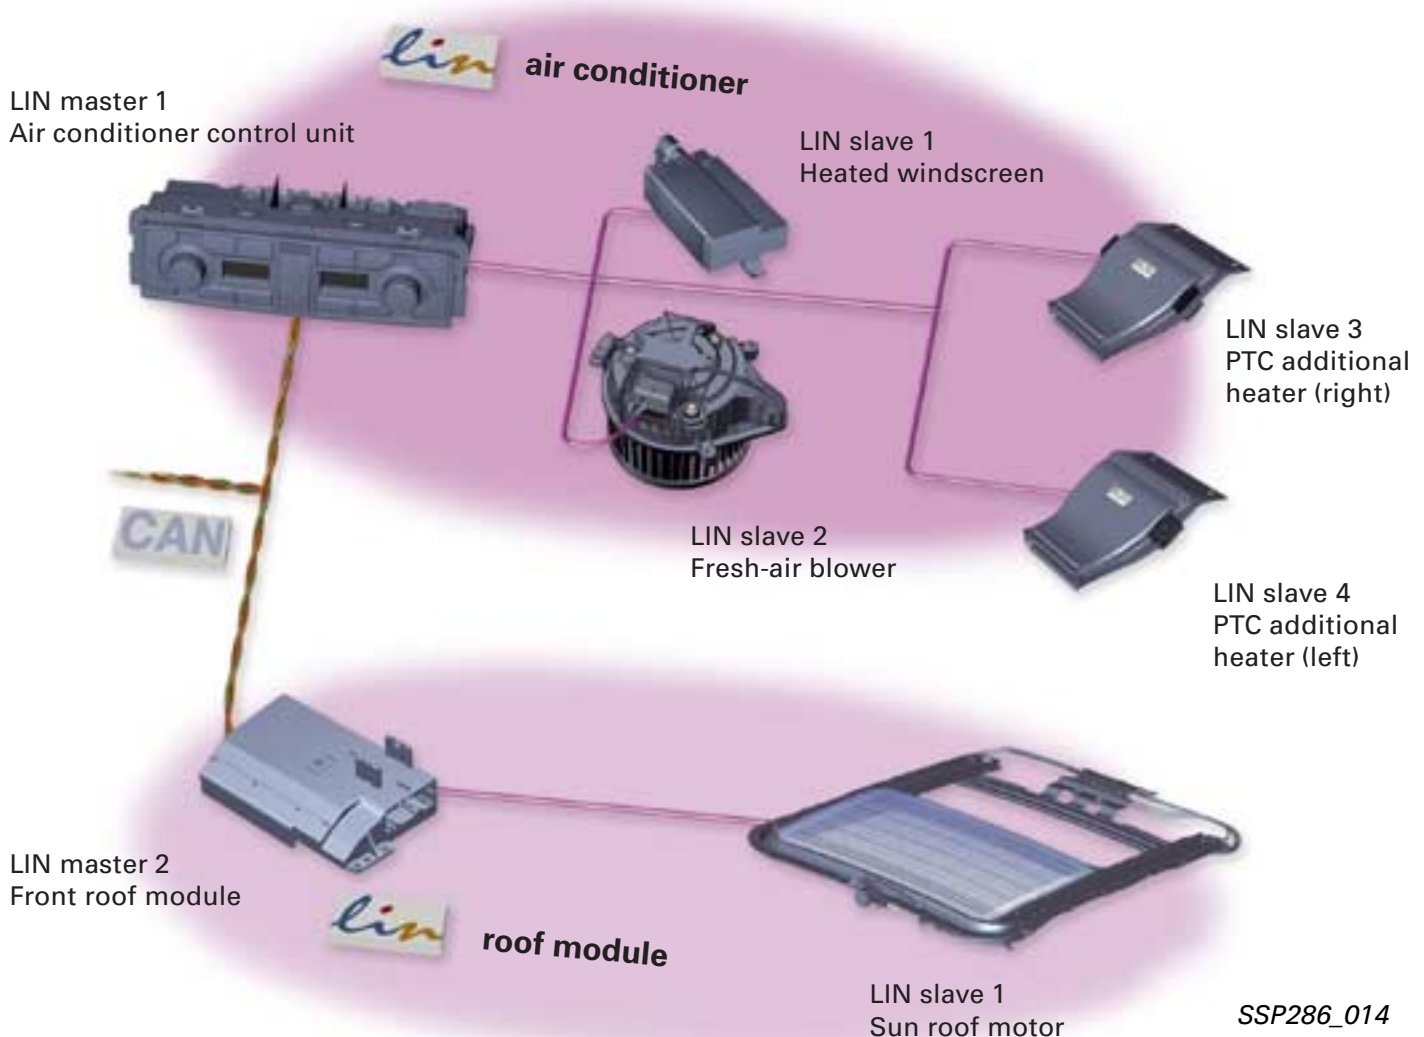 lin
air conditioner
LIN master 1
Air conditioner control unit
LIN slave 1
Heated windscreen
LIN slave 3
PTC additional
heater (right)
CAN
LIN slave 2
Fresh-air blower
LIN slave 4
PTC additional
heater (left)
LIN master 2
Front roof module
lin
roof module
LIN slave 1
Sun roof motor
SSP286_014